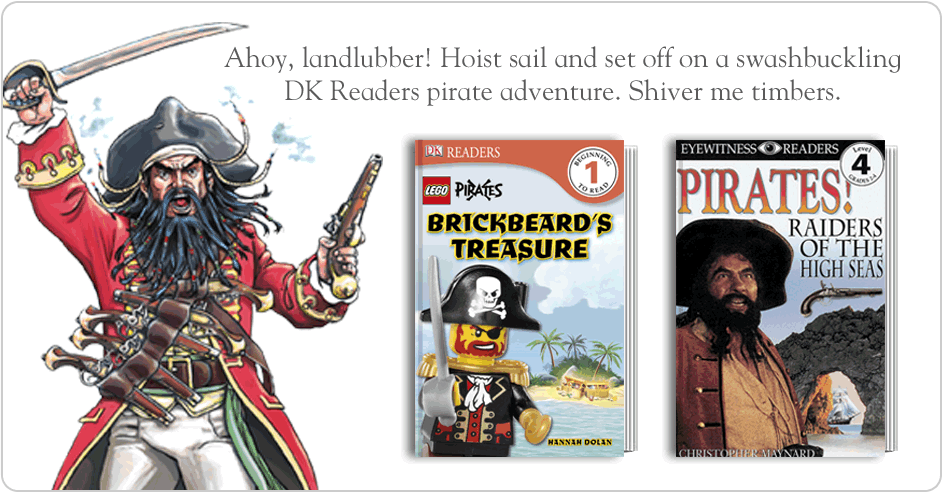 Ahoy, landlubber! Hoist sail and set off on a swashbuckling
DK Readers pirate adventure. Shiver me timbers.
DK READERS
BEGINNING
1
TO READ
LEGO PIRATES
BRICKBEARD'S
TREASURE
HANNAH DOLAN
EYEWITNESS READERS
Level
4
GRADES 2-4
PIRATES!
RAIDERS
OF THE
HIGH SEAS
CHRISTOPHER MAYNARD